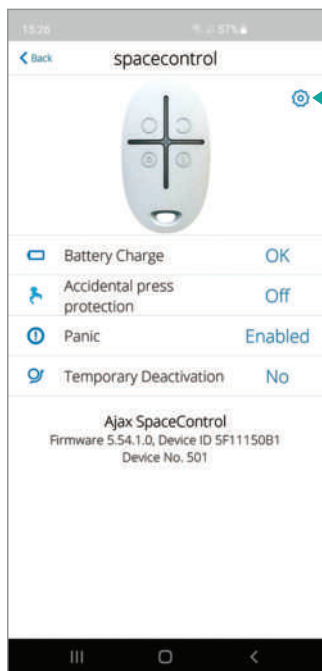 15:26 57%
Back spacecontrol
Battery Charge OK
Accidental press
protection Off
Panic Enabled
Temporary Deactivation No
Ajax SpaceControl
Firmware 5.54.1.0, Device ID 5F11150B1
Device No. 501